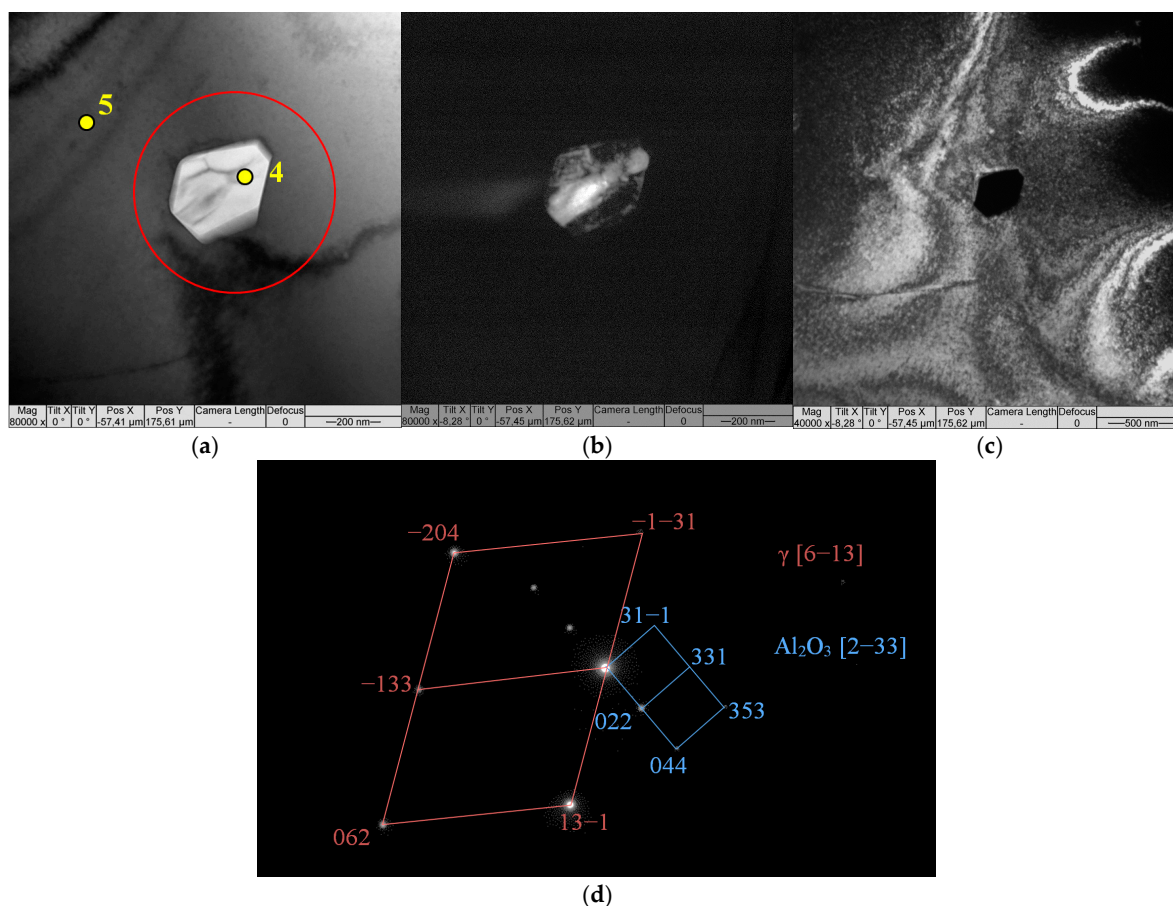 5
4
Mag Tilt X Tilt Y Pos X Pos Y Camera Length Defocus
80000 x 0 ° 0 ° -57,41 µm 175,61 µm - 0 —200 nm—
(a)
Mag Tilt X Tilt Y Pos X Pos Y Camera Length Defocus
80000 x -8,28 ° 0 ° -57,45 µm 175,62 µm - 0 —200 nm—
(b)
Mag Tilt X Tilt Y Pos X Pos Y Camera Length Defocus
40000 x -8,28 ° 0 ° -57,45 µm 175,62 µm - 0 —500 nm—
(c)
−204
−1−31
γ [6−13]
31−1
331
Al₂O₃ [2−33]
−133
022
353
044
062
13−1
(d)